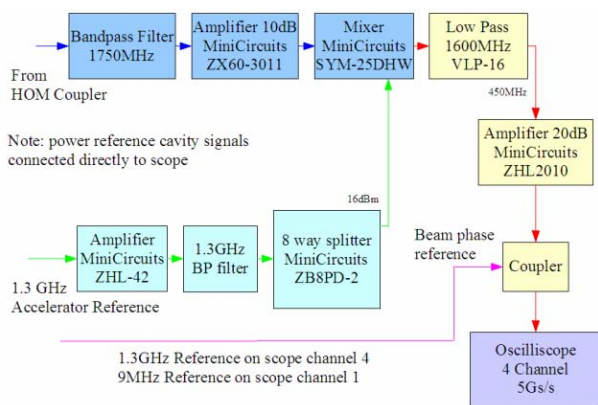 Bandpass Filter
1750MHz
Amplifier 10dB
MiniCircuits
ZX60-3011
Mixer
MiniCircuits
SYM-25DHW
Low Pass
1600MHz
VLP-16
From
HOM Coupler
450MHz
Note: power reference cavity signals
connected directly to scope
Amplifier 20dB
MiniCircuits
ZHL2010
16dBm
Amplifier
MiniCircuits
ZHL-42
1.3GHz
BP filter
8 way splitter
MiniCircuits
ZB8PD-2
Beam phase
reference
Coupler
1.3 GHz
Accelerator Reference
1.3GHz Reference on scope channel 4
9MHz Reference on scope channel 1
Oscilliscope
4 Channel
5Gs/s